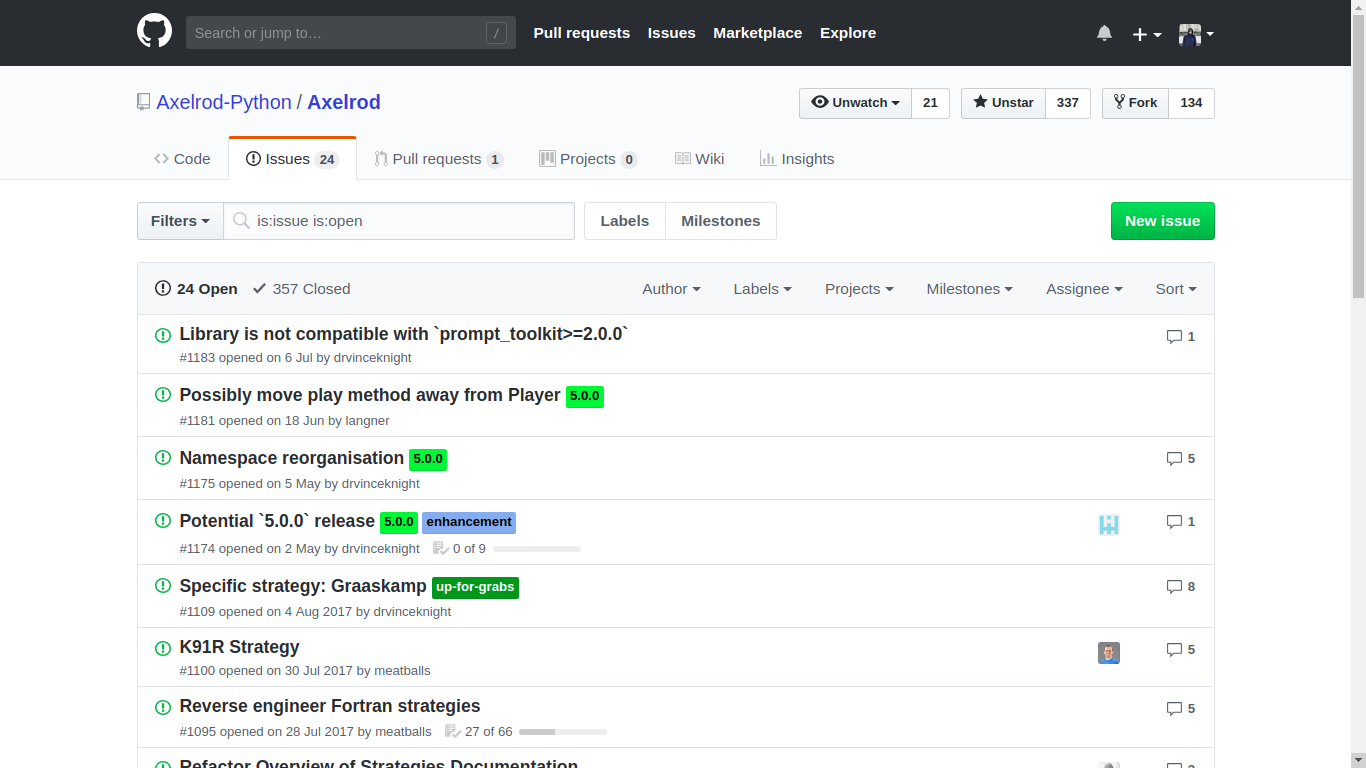 Search or jump to… / Pull requests Issues Marketplace Explore
Axelrod-Python / Axelrod Unwatch 21 Unstar 337 Fork 134
Code Issues 24 Pull requests 1 Projects 0 Wiki Insights
Filters is:issue is:open Labels Milestones New issue
24 Open 357 Closed Author Labels Projects Milestones Assignee Sort
Library is not compatible with `prompt_toolkit>=2.0.0` 1
#1183 opened on 6 Jul by drvinceknight
Possibly move play method away from Player 5.0.0
#1181 opened on 18 Jun by langner
Namespace reorganisation 5.0.0 5
#1175 opened on 5 May by drvinceknight
Potential `5.0.0` release 5.0.0 enhancement 1
#1174 opened on 2 May by drvinceknight 0 of 9
Specific strategy: Graaskamp up-for-grabs 8
#1109 opened on 4 Aug 2017 by drvinceknight
K91R Strategy 5
#1100 opened on 30 Jul 2017 by meatballs
Reverse engineer Fortran strategies 5
#1095 opened on 28 Jul 2017 by meatballs 27 of 66
Refactor Overview of Strategies Documentation